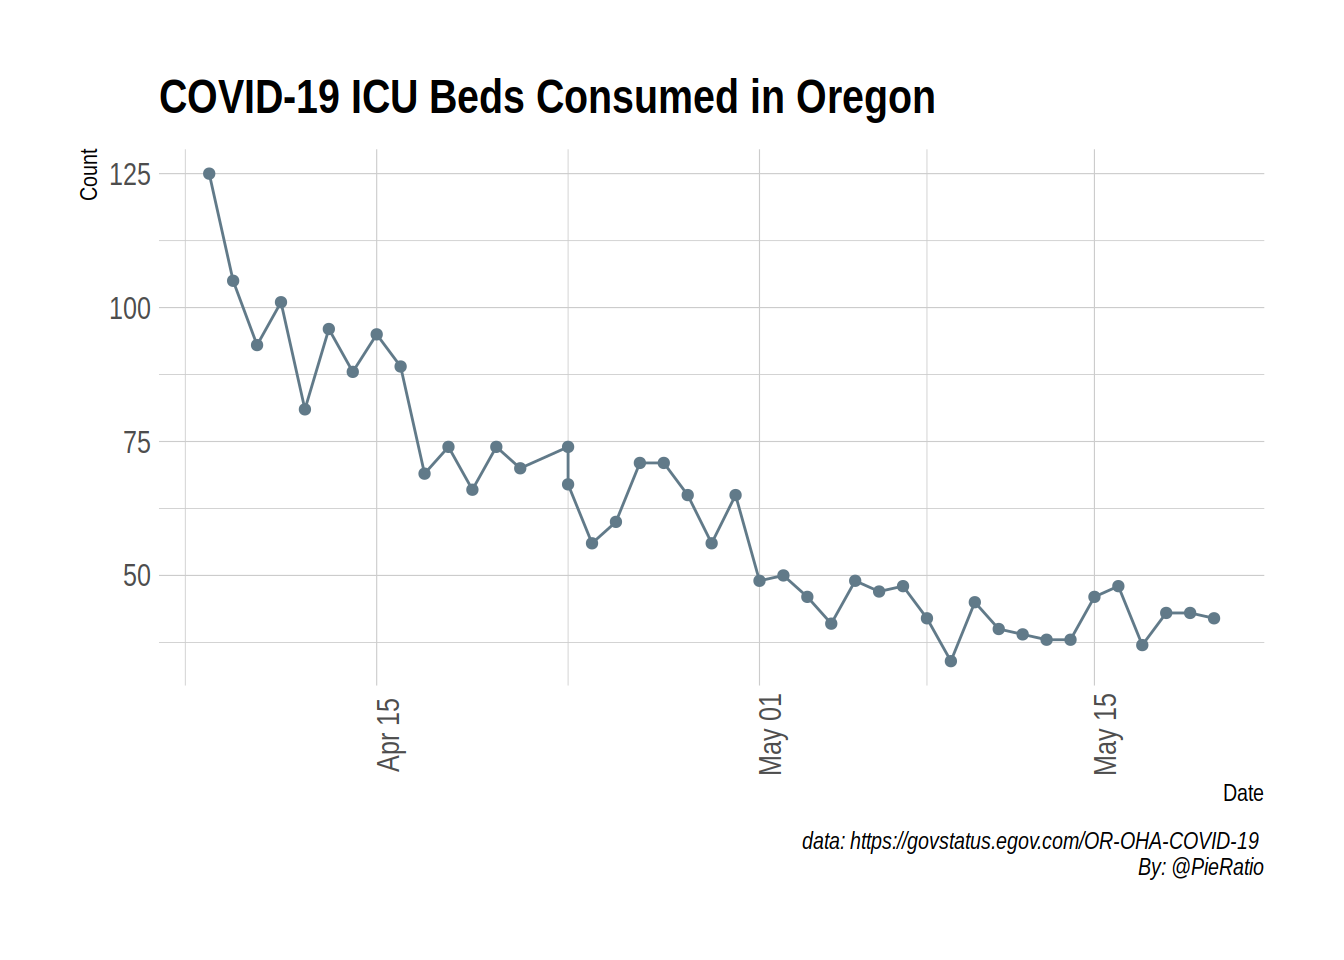 COVID-19 ICU Beds Consumed in Oregon
Count
125
100
75
50
Apr 15
May 01
May 15
Date
data: https://govstatus.egov.com/OR-OHA-COVID-19
By: @PieRatio